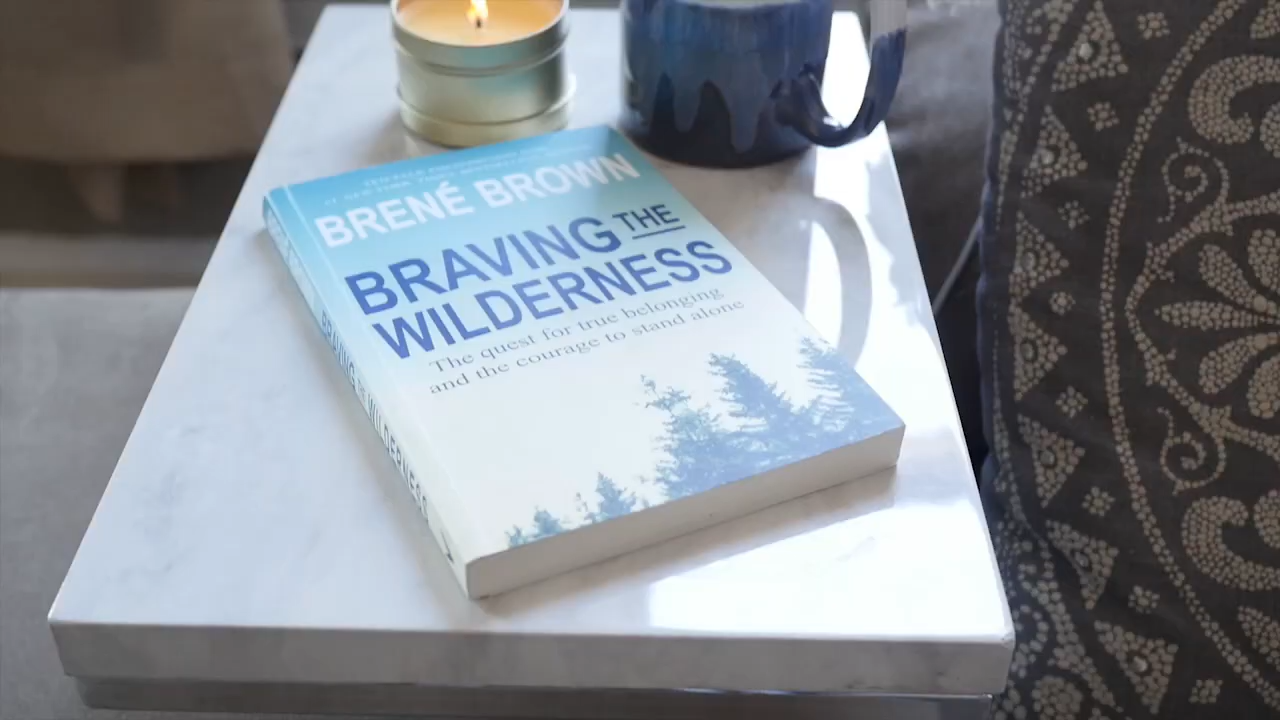 BRENÉ BROWN
BRAVING THE
WILDERNESS
The quest for true belonging
and the courage to stand alone
BRAVING THE WILDERNESS